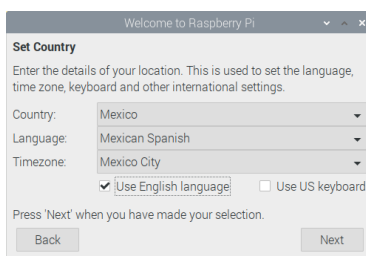 Welcome to Raspberry Pi
Set Country
Enter the details of your location. This is used to set the language,
time zone, keyboard and other international settings.
Country: Mexico
Language: Mexican Spanish
Timezone: Mexico City
Use English language Use US keyboard
Press 'Next' when you have made your selection.
Back Next